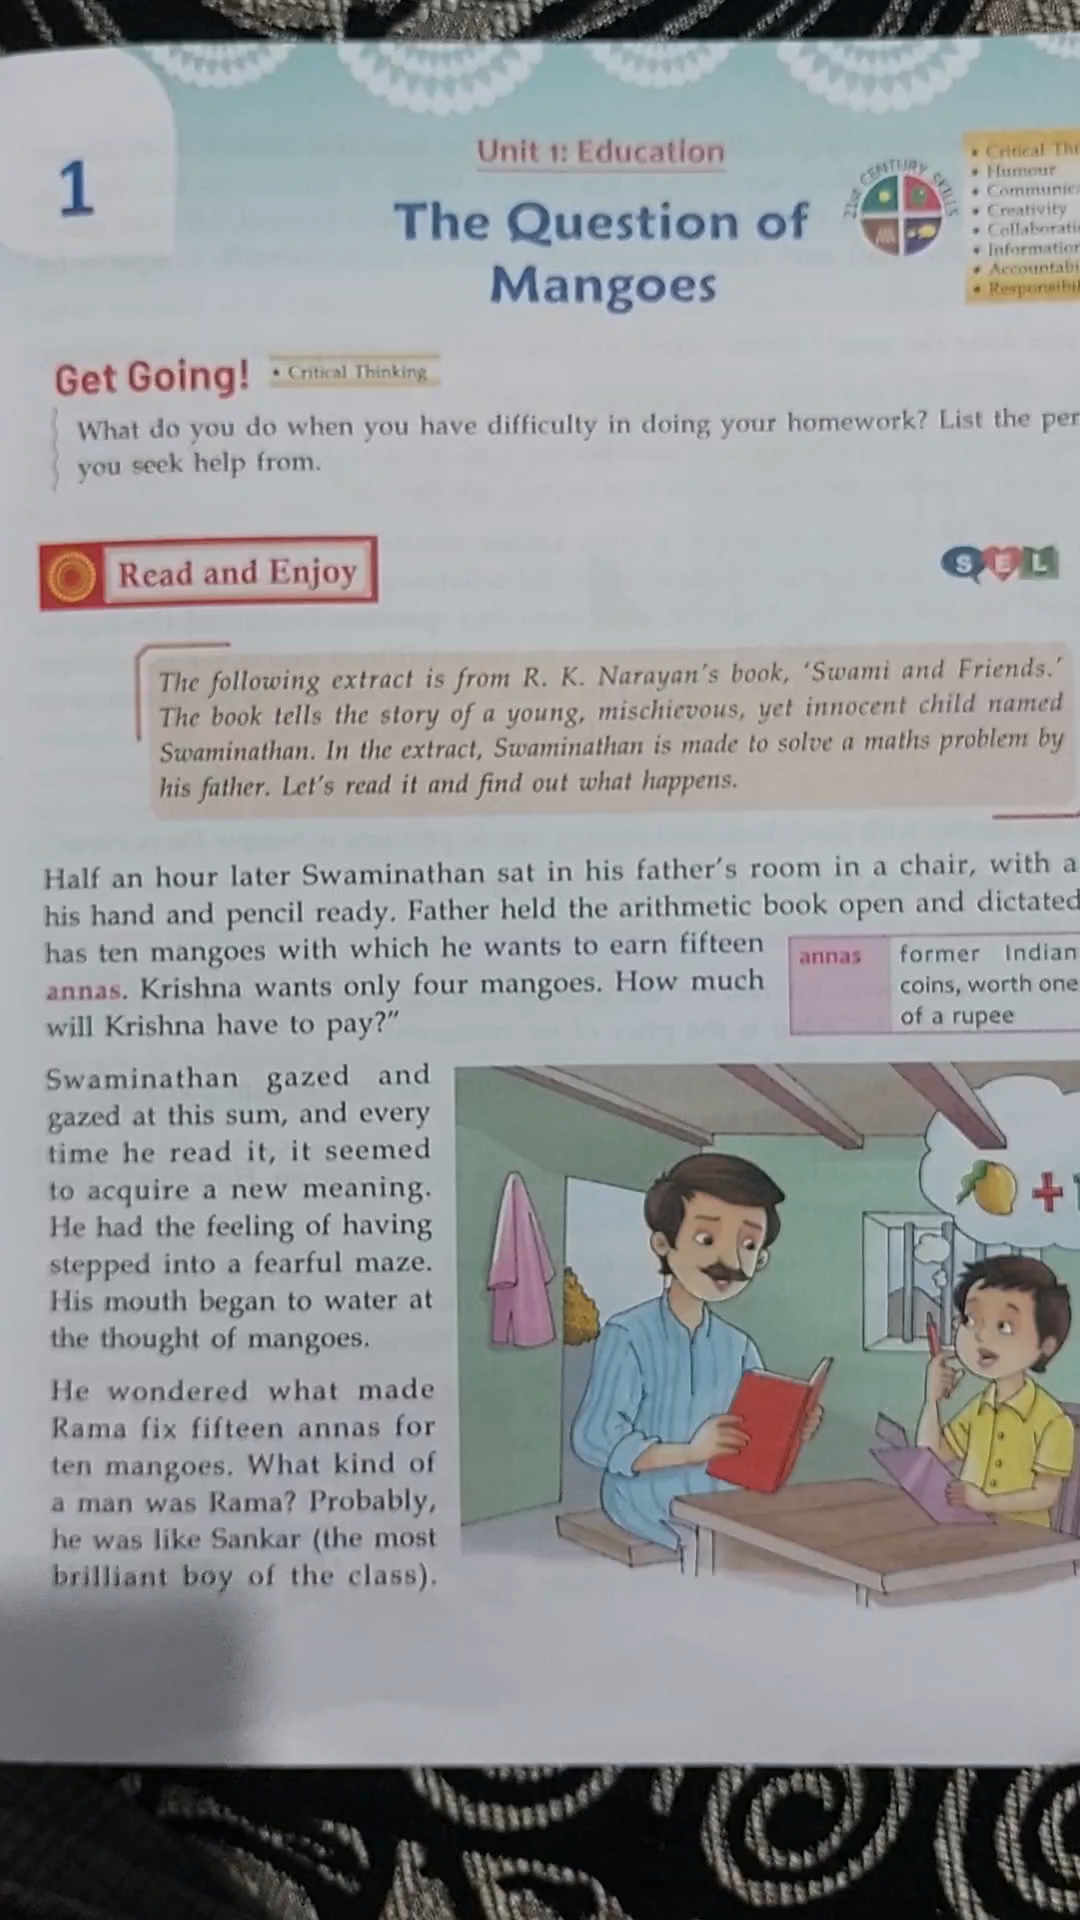 1
Unit 1: Education
The Question of
Mangoes
21ST CENTURY SKILLS
• Critical
• Humour
•
• Creativity
•
•
•
•
Get Going!
• Critical Thinking
What do you do when you have difficulty in doing your homework? List the
you seek help from.
Read and Enjoy
SEL
The following extract is from R. K. Narayan's book, 'Swami and Friends.'
The book tells the story of a young, mischievous, yet innocent child named
Swaminathan. In the extract, Swaminathan is made to solve a maths problem by
his father. Let's read it and find out what happens.
Half an hour later Swaminathan sat in his father's room in a chair, with a
his hand and pencil ready. Father held the arithmetic book open and dictated
has ten mangoes with which he wants to earn fifteen
annas. Krishna wants only four mangoes. How much
will Krishna have to pay?"
annas former Indian
coins, worth one
of a rupee
Swaminathan gazed and
gazed at this sum, and every
time he read it, it seemed
to acquire a new meaning.
He had the feeling of having
stepped into a fearful maze.
His mouth began to water at
the thought of mangoes.
He wondered what made
Rama fix fifteen annas for
ten mangoes. What kind of
a man was Rama? Probably,
he was like Sankar (the most
brilliant boy of the class).
+